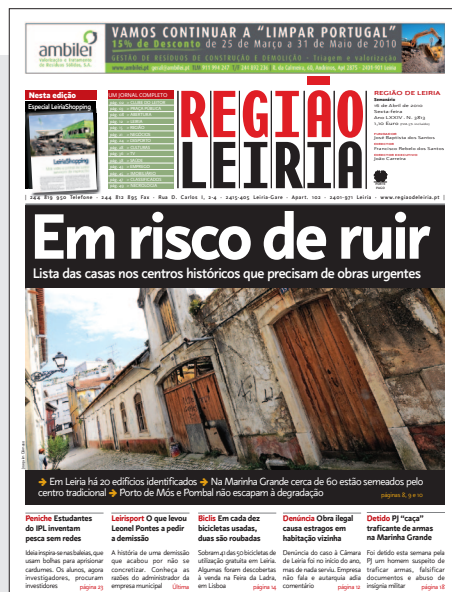 ambilei
VAMOS CONTINUAR A "LIMPAR PORTUGAL"
15% de Desconto de 25 de Março a 31 de Maio de 2010
GESTÃO DE RESÍDUOS DE CONSTRUÇÃO E DEMOLIÇÃO - Triagem e valorização
Nesta edição
Especial LeiriaShopping
LeiriaShopping
UM JORNAL COMPLETO
REGIÃO
LEIRIA
REGIÃO DE LEIRIA
Semanário
Sexta-feira
José Baptista dos Santos
Francisco Rebelo dos Santos
João Carreira
| 244 819 950 Telefone - 244 812 895 Fax - Rua D. Carlos I, 2-4 - 2415-405 Leiria-Gare - Apart. 102 - 2401-971 Leiria - www.regiaodeleiria.pt |
Em risco de ruir
Lista das casas nos centros históricos que precisam de obras urgentes
➔ Em Leiria há 20 edifícios identificados ➔ Na Marinha Grande cerca de 60 estão semeados pelo
centro tradicional ➔ Porto de Mós e Pombal não escapam à degradação
páginas 8, 9 e 10
Peniche Estudantes
do IPL inventam
pesca sem redes
Ideia inspira-se nas baleias, que
usam bolhas para aprisionar
cardumes. Os alunos, agora
investigadores, procuram
investidores página 23
Leirisport O que levou
Leonel Pontes a pedir
a demissão
A história de uma demissão
que acabou por não se
concretizar. Conheça as
razões do administrador da
empresa municipal Última
Biclis Em cada dez
bicicletas usadas,
duas são roubadas
Sobram 41 das 50 bicicletas de
utilização gratuita em Leiria.
Algumas foram descobertas
à venda na Feira da Ladra,
em Lisboa página 14
Denúncia Obra ilegal
causa estragos em
habitação vizinha
Denúncia do caso à Câmara
de Leiria foi no início do ano,
mas de nada serviu. Empresa
não fala e autarquia adia
comentário página 12
Detido PJ "caça"
traficante de armas
na Marinha Grande
Foi detido esta semana pela
PJ um homem suspeito de
traficar armas, falsificar
documentos e abuso de
insígnia militar página 18